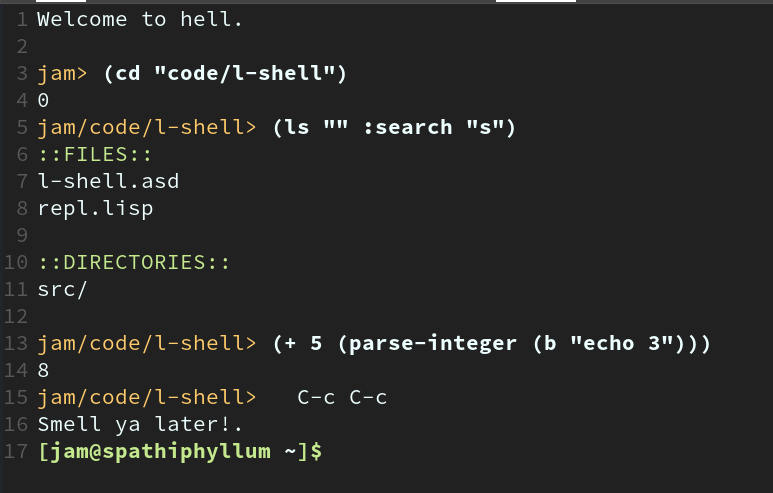 1 Welcome to hell.
2
3 jam> (cd "code/l-shell")
4 0
5 jam/code/l-shell> (ls "" :search "s")
6 ::FILES::
7 l-shell.asd
8 repl.lisp
9
10 ::DIRECTORIES::
11 src/
12
13 jam/code/l-shell> (+ 5 (parse-integer (b "echo 3")))
14 8
15 jam/code/l-shell>   C-c C-c
16 Smell ya later!.
17 [jam@spathiphyllum ~]$